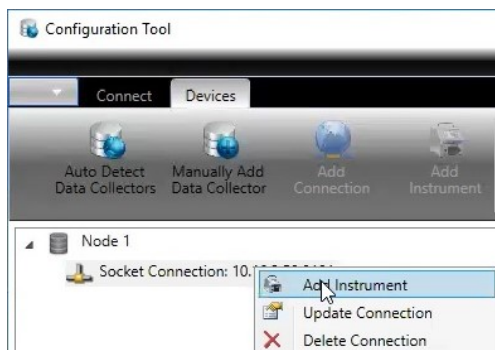 Configuration Tool
Connect Devices
Auto Detect Data Collectors
Manually Add Data Collector
Add Connection
Add Instrument
Node 1
Socket Connection: 10.
Add Instrument
Update Connection
Delete Connection